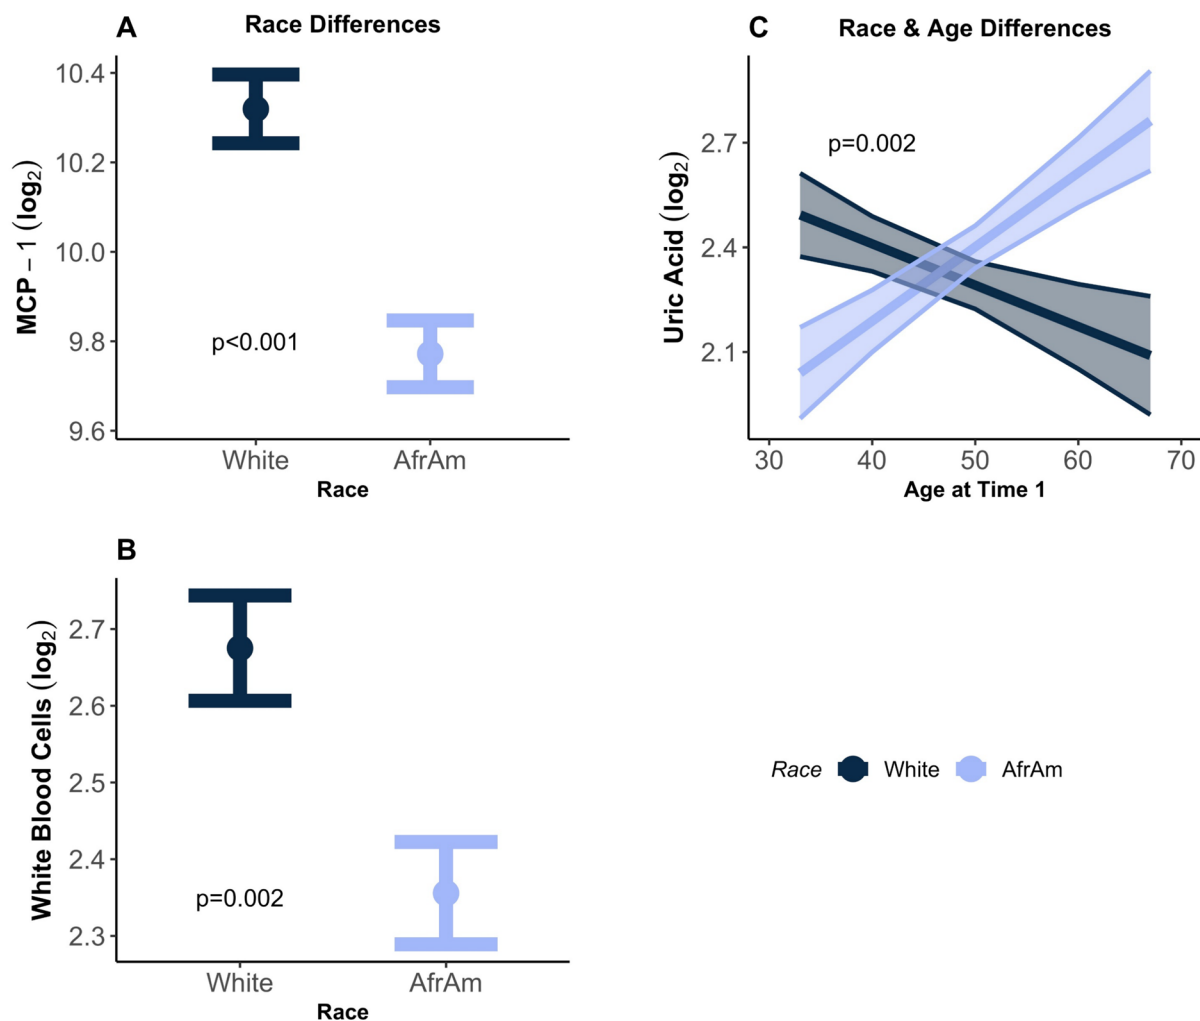 A
Race Differences
MCP − 1 (log₂)
10.4
10.2
10.0
9.8
9.6
p<0.001
White
AfrAm
Race
C
Race & Age Differences
Uric Acid (log₂)
2.7
2.4
2.1
p=0.002
30
40
50
60
70
Age at Time 1
B
White Blood Cells (log₂)
2.7
2.6
2.5
2.4
2.3
p=0.002
White
AfrAm
Race
Race White AfrAm